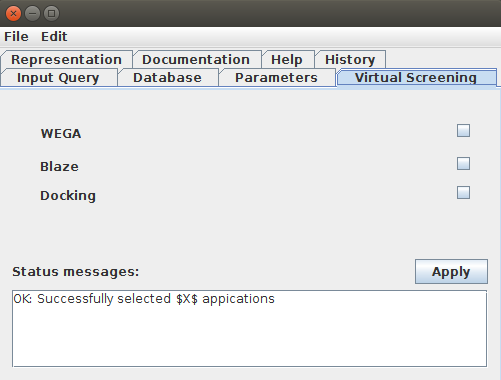 File Edit
Representation Documentation Help History
Input Query Database Parameters Virtual Screening
WEGA
Blaze
Docking
Status messages:
Apply
OK: Successfully selected $X$ appications